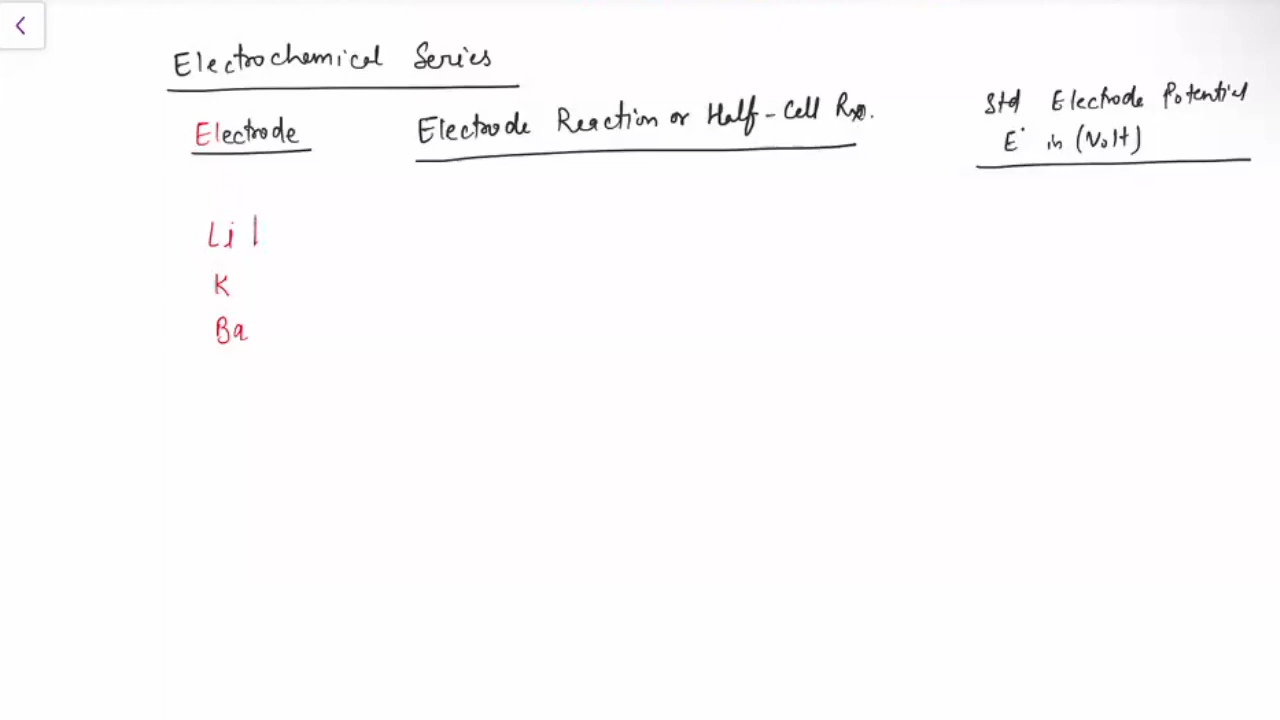 Electrochemical Series
Electrode Electrode Reaction or Half-Cell Rxn. Std Electrode Potential
E° in (Volt)
Li |
K
Ba